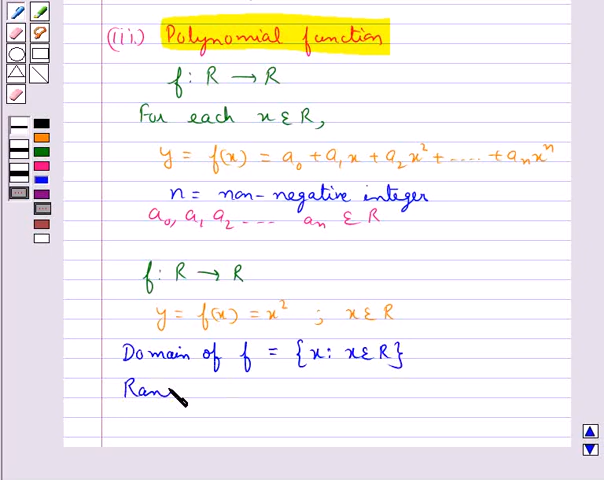 (iii.) Polynomial function
f: R → R
For each x ε R,
y = f(x) = a₀ + a₁x + a₂x² + ..... + aₙxⁿ
n = non-negative integer
a₀, a₁ a₂ .... aₙ ε R
f: R → R
y = f(x) = x² ; x ε R
Domain of f = {x: x ε R}
Ran